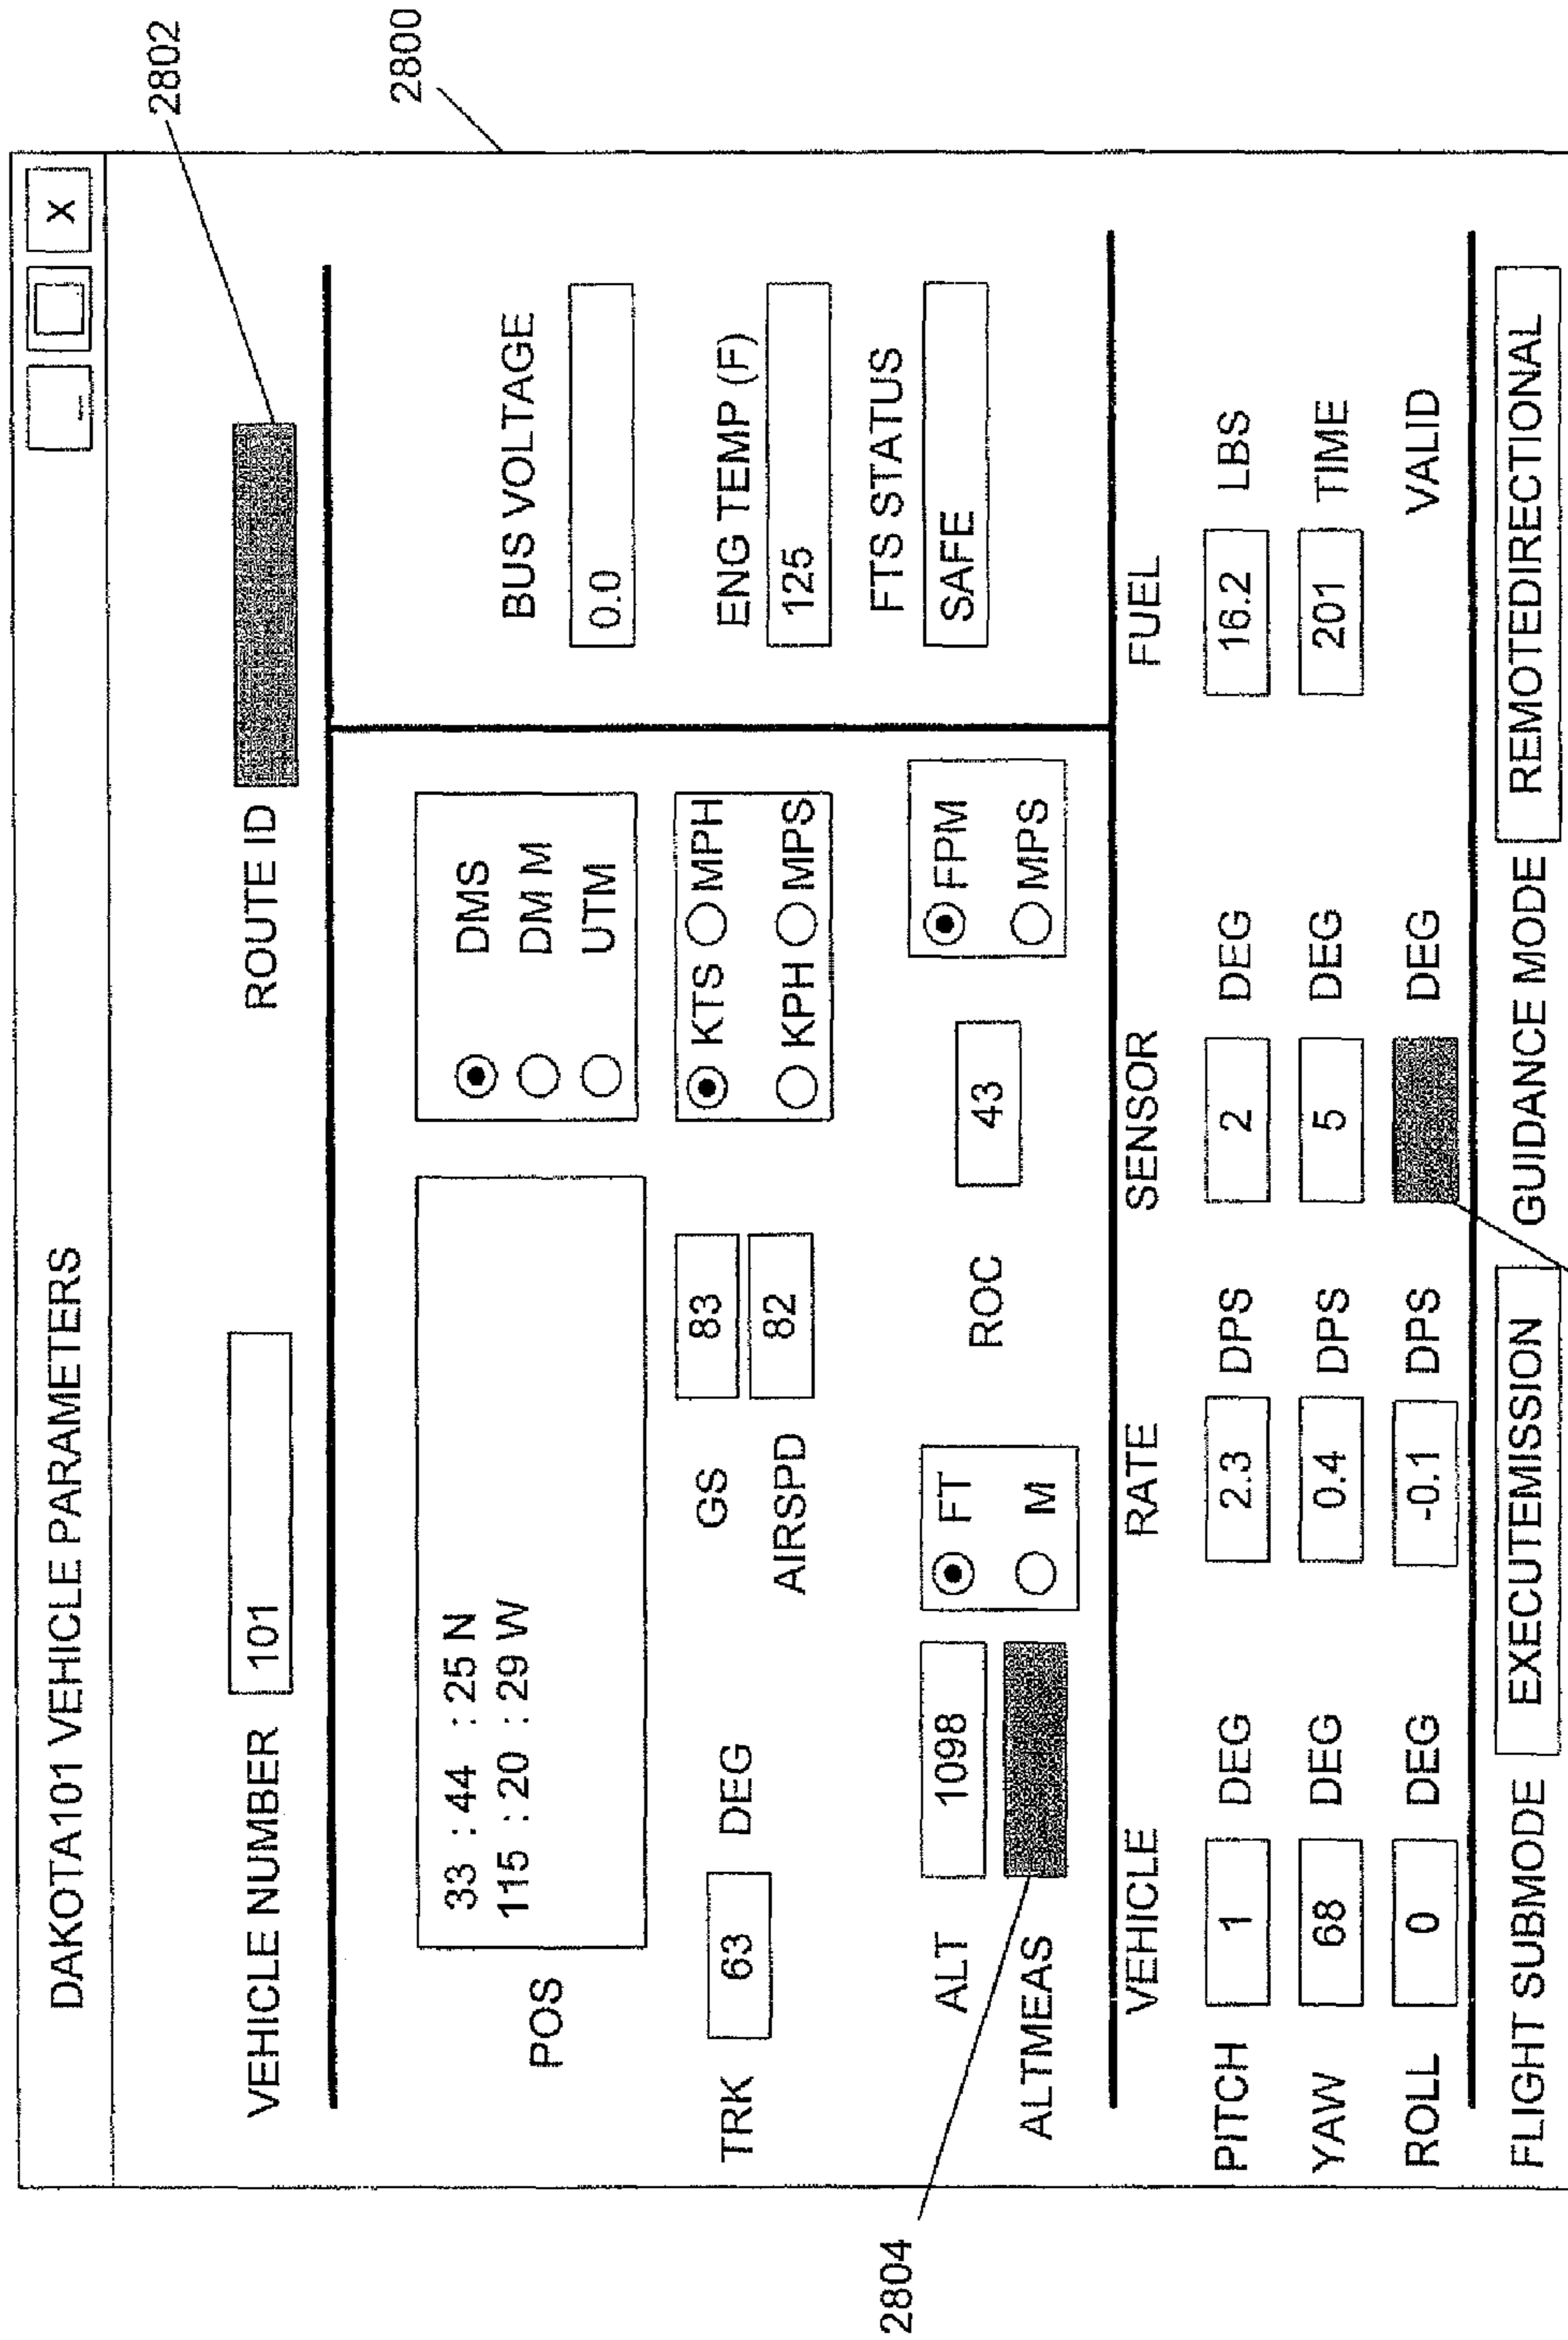 DAKOTA101 VEHICLE PARAMETERS
_ X
2802
2800
VEHICLE NUMBER 101 ROUTE ID
POS
33 : 44 : 25 N
115 : 20 : 29 W
DMS
DM M
UTM
BUS VOLTAGE
0.0
TRK 63 DEG
GS 83
AIRSPD 82
KTS MPH
KPH MPS
ENG TEMP (F)
125
ALT 1098
ALTMEAS
FT
M
ROC 43
FPM
MPS
FTS STATUS
SAFE
2804
VEHICLE RATE SENSOR FUEL
PITCH 1 DEG 2.3 DPS 2 DEG 16.2 LBS
YAW 68 DEG 0.4 DPS 5 DEG 201 TIME
ROLL 0 DEG -0.1 DPS DEG VALID
FLIGHT SUBMODE EXECUTEMISSION GUIDANCE MODE REMOTEDIRECTIONAL